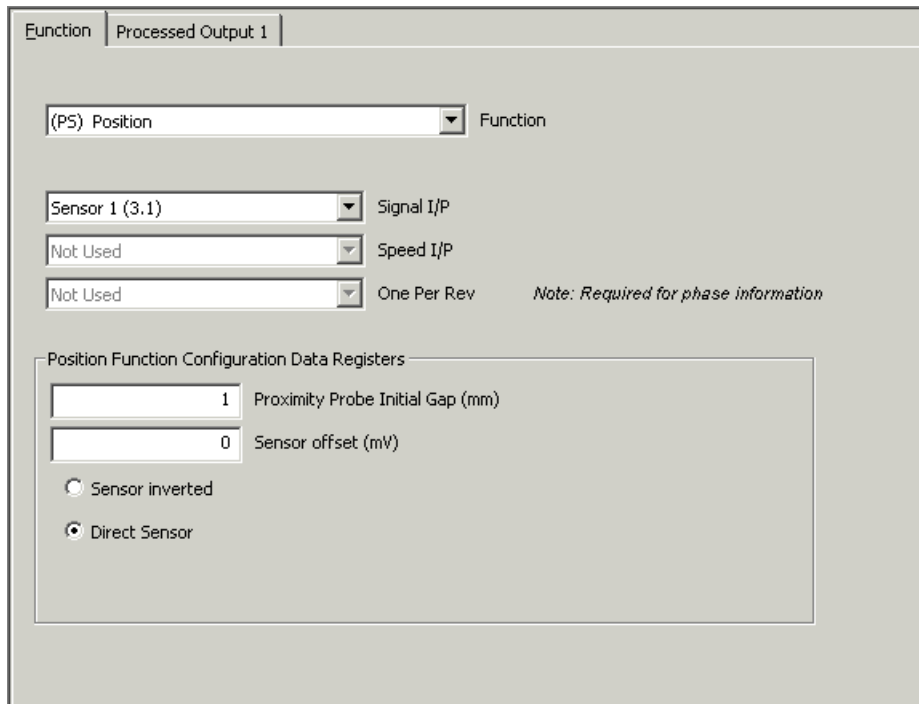 Function Processed Output 1
(PS) Position Function
Sensor 1 (3.1) Signal I/P
Not Used Speed I/P
Not Used One Per Rev Note: Required for phase information
Position Function Configuration Data Registers
1 Proximity Probe Initial Gap (mm)
0 Sensor offset (mV)
Sensor inverted
Direct Sensor